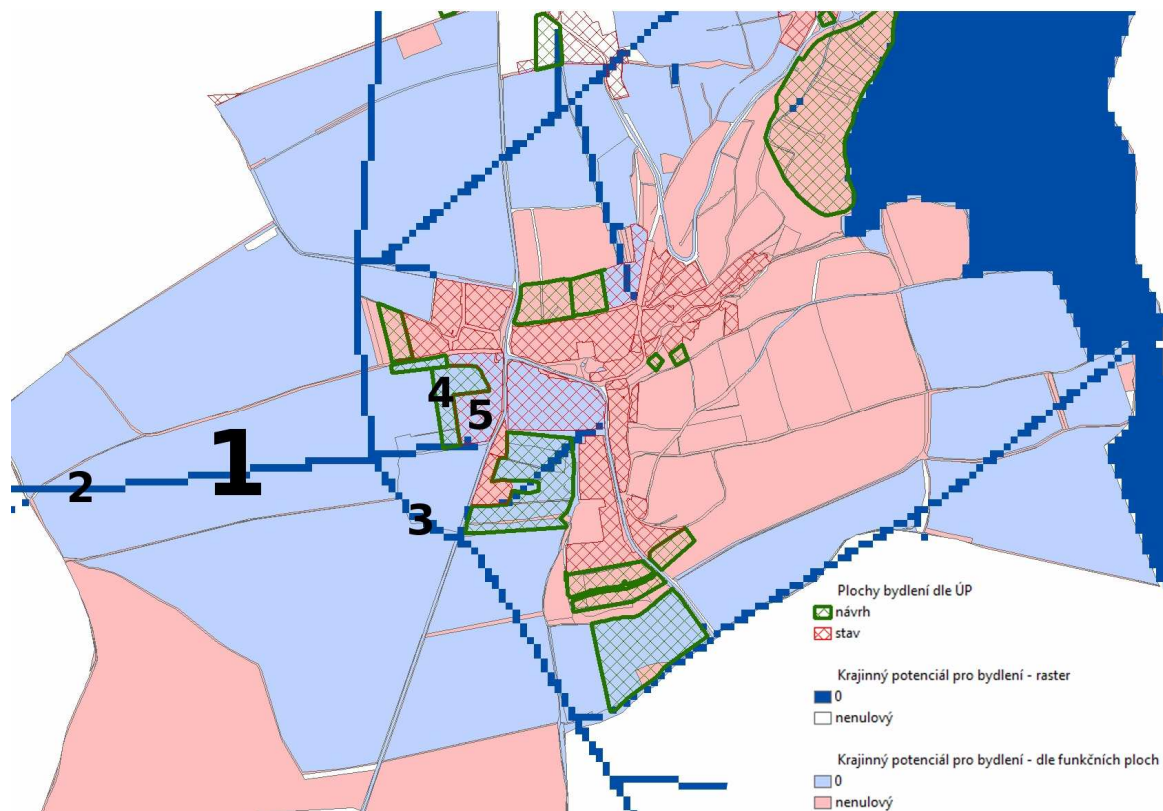 1
2
3
4
5
Plochy bydlení dle ÚP
návrh
stav
Krajinný potenciál pro bydlení - raster
0
nenulový
Krajinný potenciál pro bydlení - dle funkčních ploch
0
nenulový